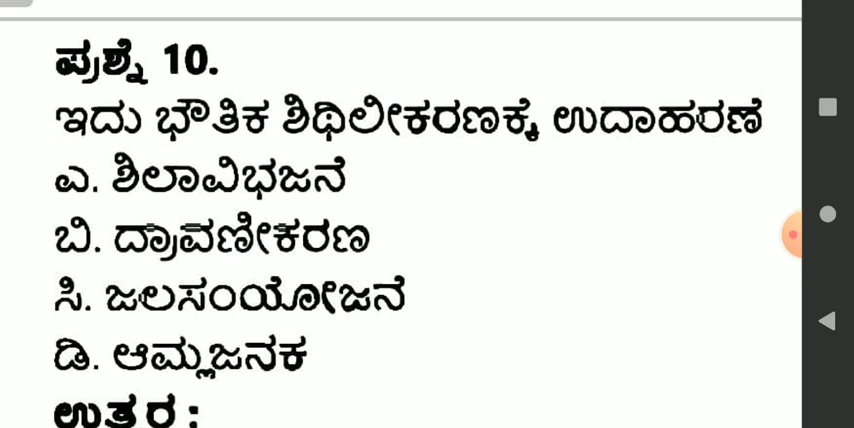 ಪ್ರಶ್ನೆ 10.
ಇದು ಭೌತಿಕ ಶಿಥಿಲೀಕರಣಕ್ಕೆ ಉದಾಹರಣೆ
ಎ. ಶಿಲಾವಿಭಜನೆ
ಬಿ. ದ್ರಾವಣೀಕರಣ
ಸಿ. ಜಲಸಂಯೋಜನೆ
ಡಿ. ಆಮ್ಲಜನಕ
ಉತ್ತರ :